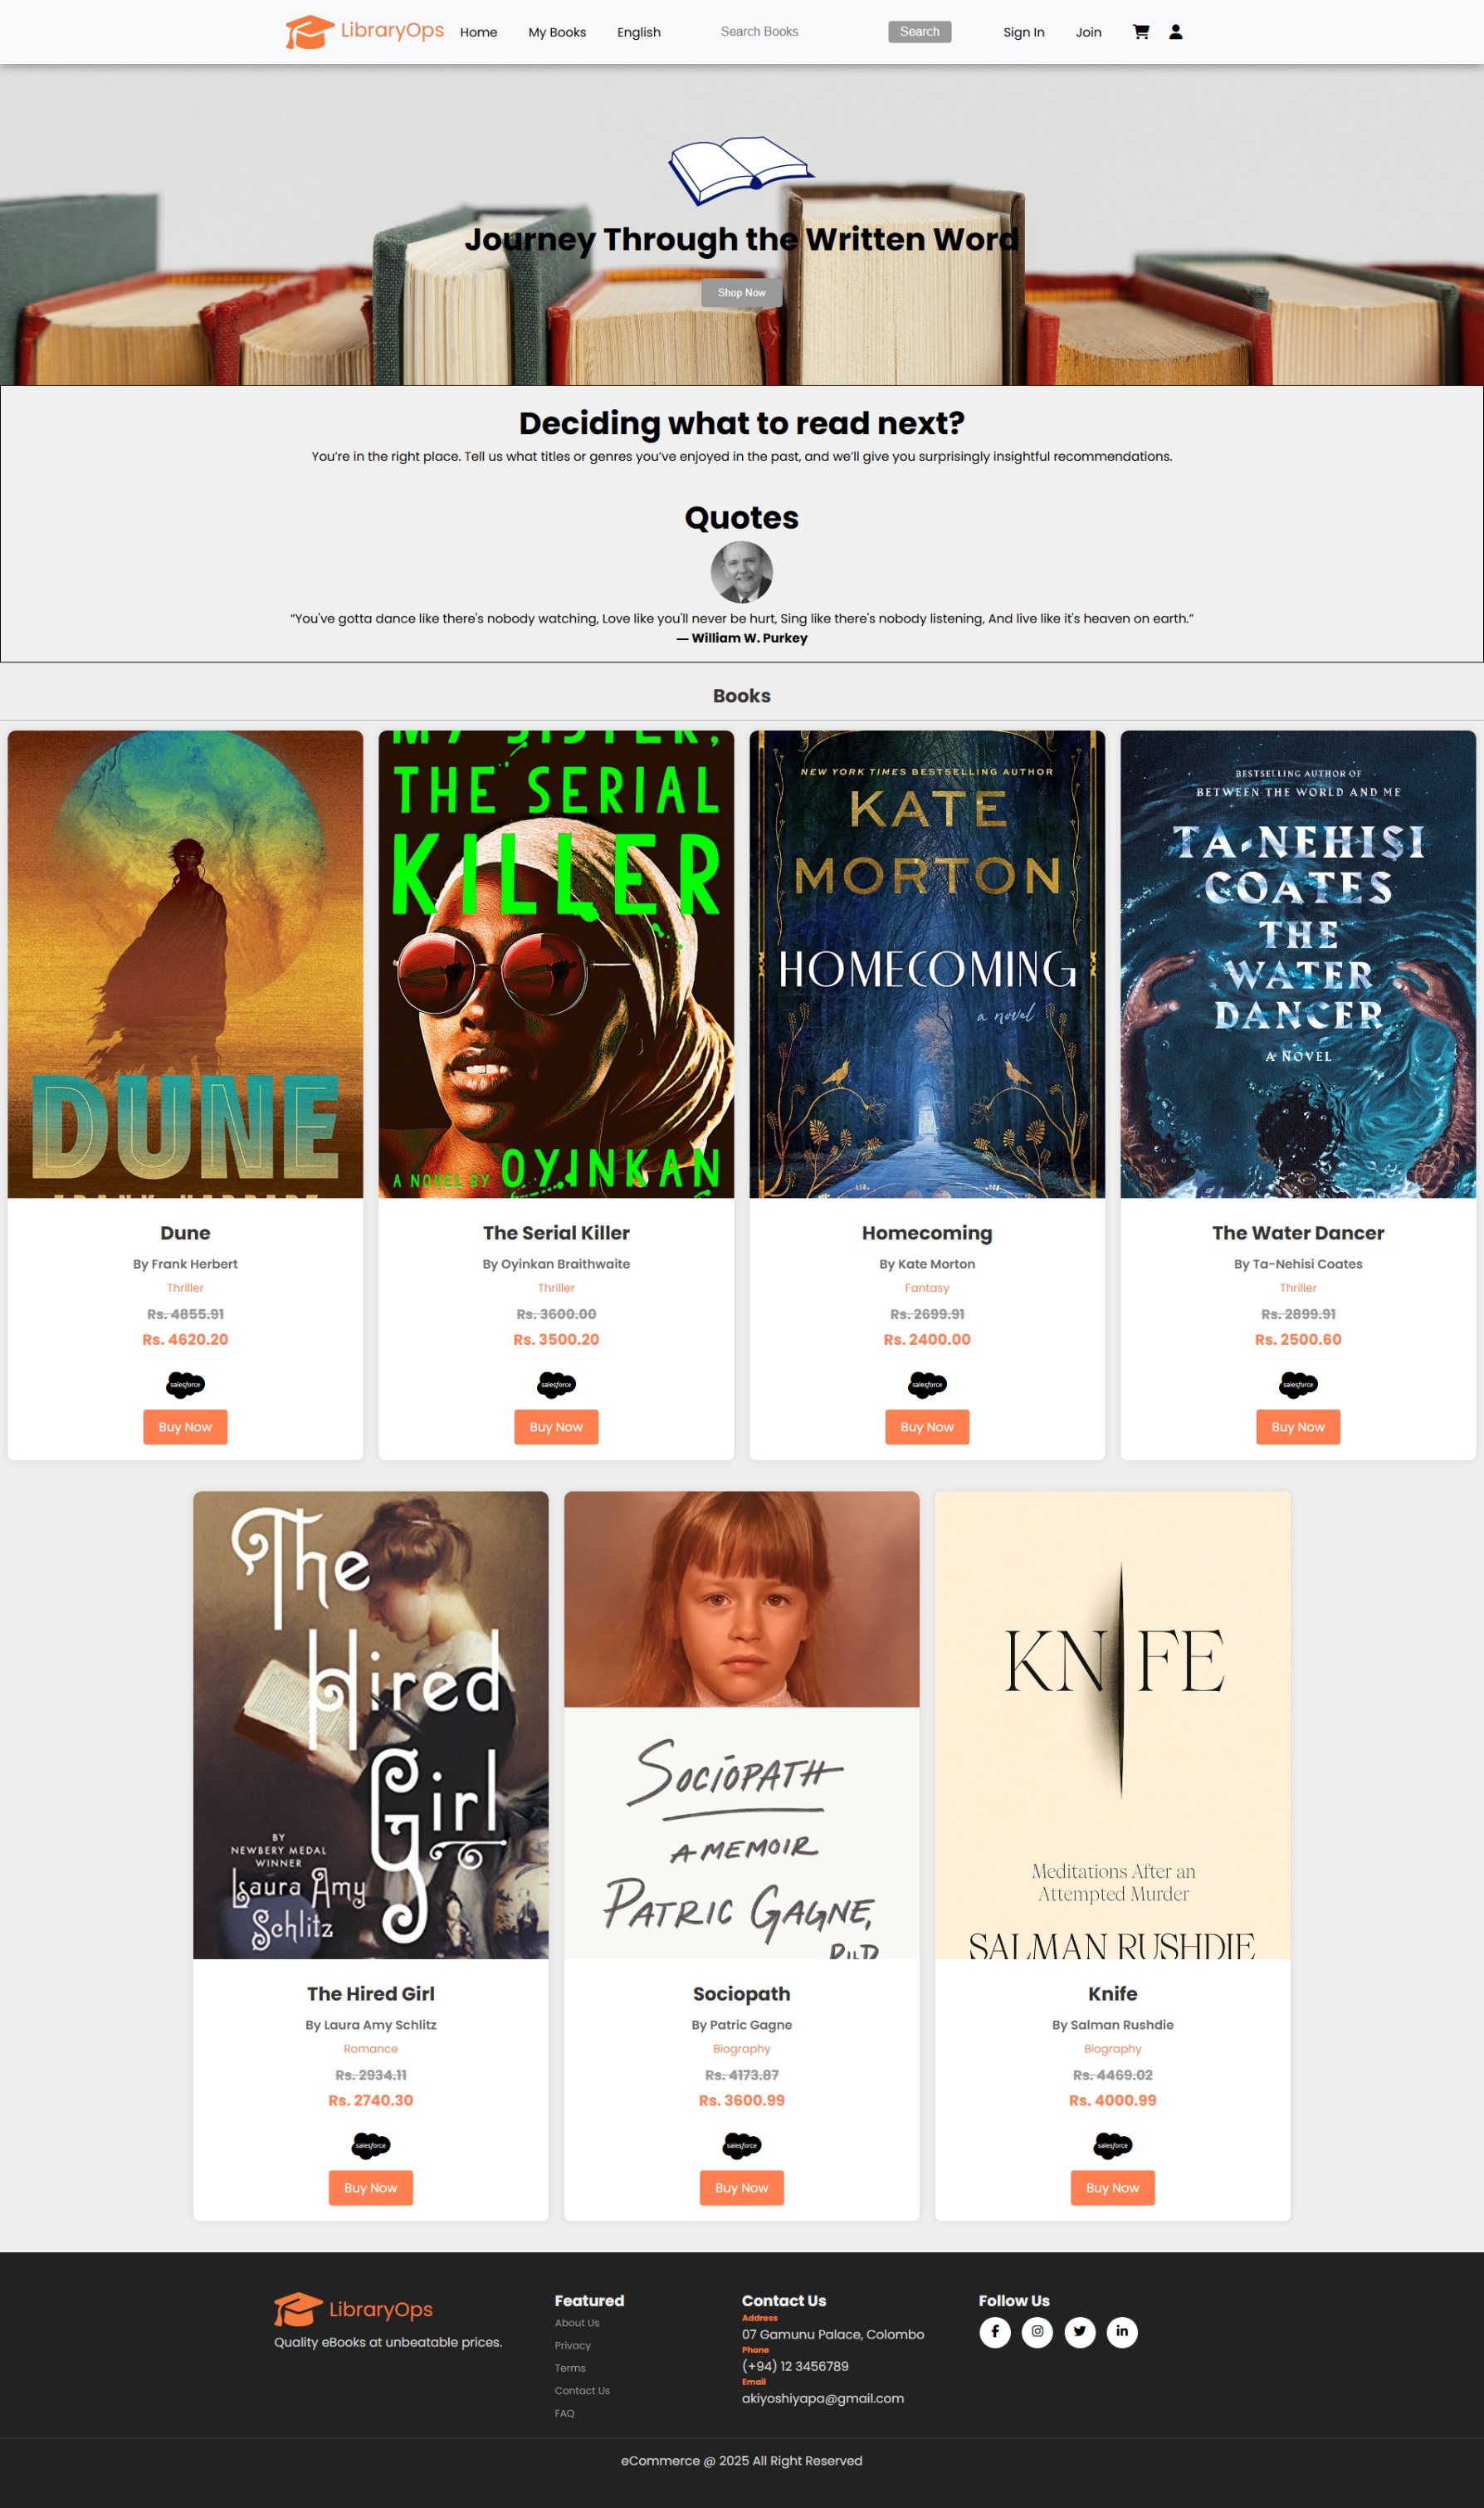 LibraryOps Home My Books English Search Books Search Sign In Join
Journey Through the Written Word
Shop Now
Deciding what to read next?
You're in the right place. Tell us what titles or genres you've enjoyed in the past, and we'll give you surprisingly insightful recommendations.
Quotes
“You've gotta dance like there's nobody watching, Love like you'll never be hurt, Sing like there's nobody listening, And live like it's heaven on earth.”
— William W. Purkey
Books
DUNE
FRANK HERBERT
Dune
By Frank Herbert
Thriller
Rs. 4855.91
Rs. 4620.20
salesforce
Buy Now
MY SISTER,
THE SERIAL
KILLER
A NOVEL BY OYINKAN
The Serial Killer
By Oyinkan Braithwaite
Thriller
Rs. 3600.00
Rs. 3500.20
salesforce
Buy Now
NEW YORK TIMES BESTSELLING AUTHOR
KATE
MORTON
HOMECOMING
a novel
Homecoming
By Kate Morton
Fantasy
Rs. 2699.91
Rs. 2400.00
salesforce
Buy Now
BESTSELLING AUTHOR OF
BETWEEN THE WORLD AND ME
TA-NEHISI
COATES
THE
WATER
DANCER
A NOVEL
The Water Dancer
By Ta-Nehisi Coates
Thriller
Rs. 2899.91
Rs. 2500.60
salesforce
Buy Now
The
Hired
Girl
BY
NEWBERY MEDAL
WINNER
Laura Amy
Schlitz
The Hired Girl
By Laura Amy Schlitz
Romance
Rs. 2934.11
Rs. 2740.30
salesforce
Buy Now
SOCIOPATH
A MEMOIR
PATRIC GAGNE,
PH.D
Sociopath
By Patric Gagne
Biography
Rs. 4173.87
Rs. 3600.99
salesforce
Buy Now
KNIFE
Meditations After an
Attempted Murder
SALMAN RUSHDIE
Knife
By Salman Rushdie
Biography
Rs. 4469.02
Rs. 4000.99
salesforce
Buy Now
LibraryOps
Quality eBooks at unbeatable prices.
Featured
About Us
Privacy
Terms
Contact Us
FAQ
Contact Us
Address
07 Gamunu Palace, Colombo
Phone
(+94) 12 3456789
Email
akiyoshiyapa@gmail.com
Follow Us
eCommerce @ 2025 All Right Reserved